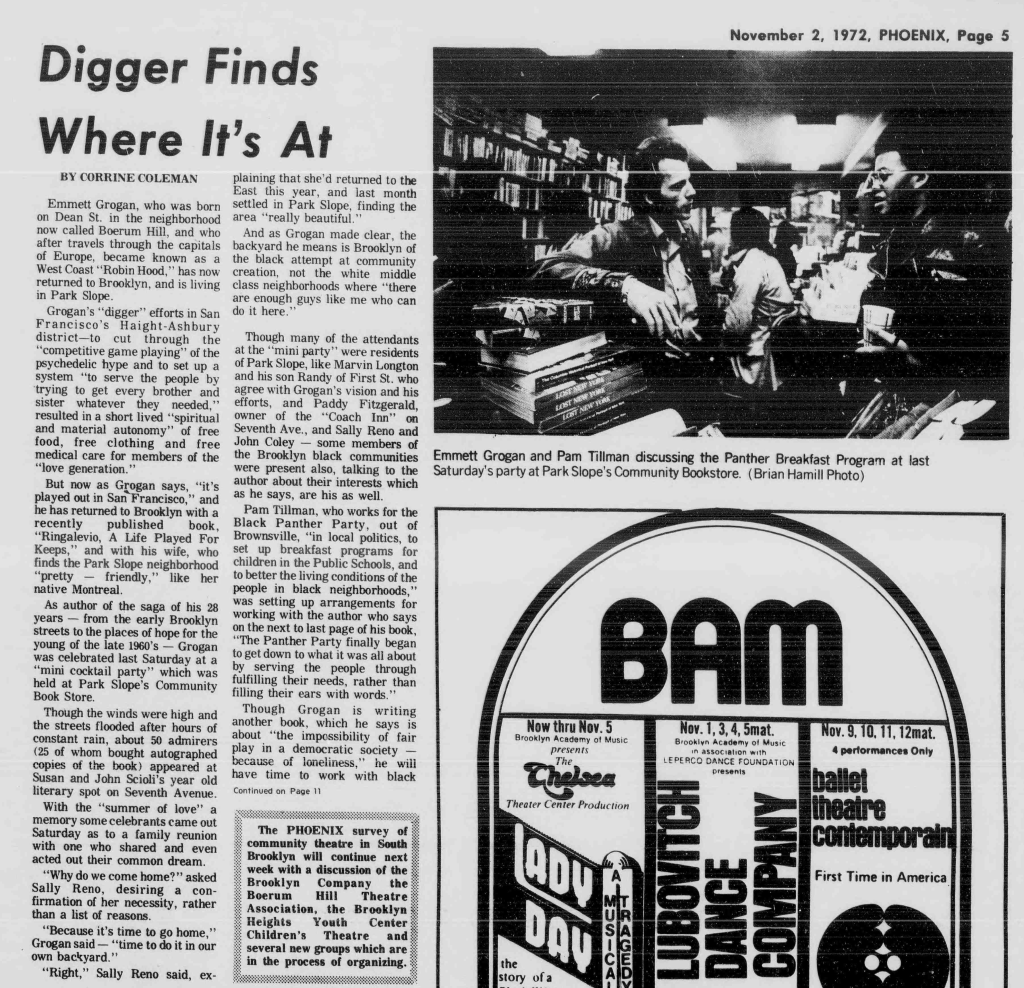 November 2, 1972, PHOENIX, Page 5
Digger Finds
Where It's At
BY CORRINE COLEMAN
Emmett Grogan, who was born
on Dean St. in the neighborhood
now called Boerum Hill, and who
after travels through the capitals
of Europe, became known as a
West Coast "Robin Hood," has now
returned to Brooklyn, and is living
in Park Slope.
Grogan's "digger" efforts in San
Francisco's Haight-Ashbury
district—to cut through the
"competitive game playing" of the
psychedelic hype and to set up a
system "to serve the people by
trying to get every brother and
sister whatever they needed,"
resulted in a short lived "spiritual
and material autonomy" of free
food, free clothing and free
medical care for members of the
"love generation."
But now as Grogan says, "it's
played out in San Francisco," and
he has returned to Brooklyn with a
recently published book,
"Ringalevio, A Life Played For
Keeps," and with his wife, who
finds the Park Slope neighborhood
"pretty — friendly," like her
native Montreal.
As author of the saga of his 28
years — from the early Brooklyn
streets to the places of hope for the
young of the late 1960's — Grogan
was celebrated last Saturday at a
"mini cocktail party" which was
held at Park Slope's Community
Book Store.
Though the winds were high and
the streets flooded after hours of
constant rain, about 50 admirers
(25 of whom bought autographed
copies of the book) appeared at
Susan and John Scioli's year old
literary spot on Seventh Avenue.
With the "summer of love" a
memory some celebrants came out
Saturday as to a family reunion
with one who shared and even
acted out their common dream.
"Why do we come home?" asked
Sally Reno, desiring a con-
firmation of her necessity, rather
than a list of reasons.
"Because it's time to go home,"
Grogan said — "time to do it in our
own backyard."
"Right," Sally Reno said, ex-
plaining that she'd returned to the
East this year, and last month
settled in Park Slope, finding the
area "really beautiful."
And as Grogan made clear, the
backyard he means is Brooklyn of
the black attempt at community
creation, not the white middle
class neighborhoods where "there
are enough guys like me who can
do it here."
Though many of the attendants
at the "mini party" were residents
of Park Slope, like Marvin Longton
and his son Randy of First St. who
agree with Grogan's vision and his
efforts, and Paddy Fitzgerald,
owner of the "Coach Inn" on
Seventh Ave., and Sally Reno and
John Coley — some members of
the Brooklyn black communities
were present also, talking to the
author about their interests which
as he says, are his as well.
Pam Tillman, who works for the
Black Panther Party, out of
Brownsville, "in local politics, to
set up breakfast programs for
children in the Public Schools, and
to better the living conditions of the
people in black neighborhoods,"
was setting up arrangements for
working with the author who says
on the next to last page of his book,
"The Panther Party finally began
to get down to what it was all about
by serving the people through
fulfilling their needs, rather than
filling their ears with words."
Though Grogan is writing
another book, which he says is
about "the impossibility of fair
play in a democratic society —
because of loneliness," he will
have time to work with black
Continued on Page 11
The PHOENIX survey of
community theatre in South
Brooklyn will continue next
week with a discussion of the
Brooklyn Company the
Boerum Hill Theatre
Association, the Brooklyn
Heights Youth Center
Children's Theatre and
several new groups which are
in the process of organizing.
LOST NEW YORK
LOST NEW YORK
LOST NEW YORK
Emmett Grogan and Pam Tillman discussing the Panther Breakfast Program at last
Saturday's party at Park Slope's Community Bookstore. (Brian Hamill Photo)
BAM
Now thru Nov. 5
Brooklyn Academy of Music
presents
The
Chelsea
Theater Center Production
LADY
DAY
A MUSICAL
TRAGEDY
the
story of a
Nov. 1, 3, 4, 5mat.
Brooklyn Academy of Music
in association with
LEPERCQ DANCE FOUNDATION
presents
LUBOVITCH
DANCE
COMPANY
Nov. 9, 10, 11, 12mat.
4 performances Only
ballet
theatre
contemporain
First Time in America